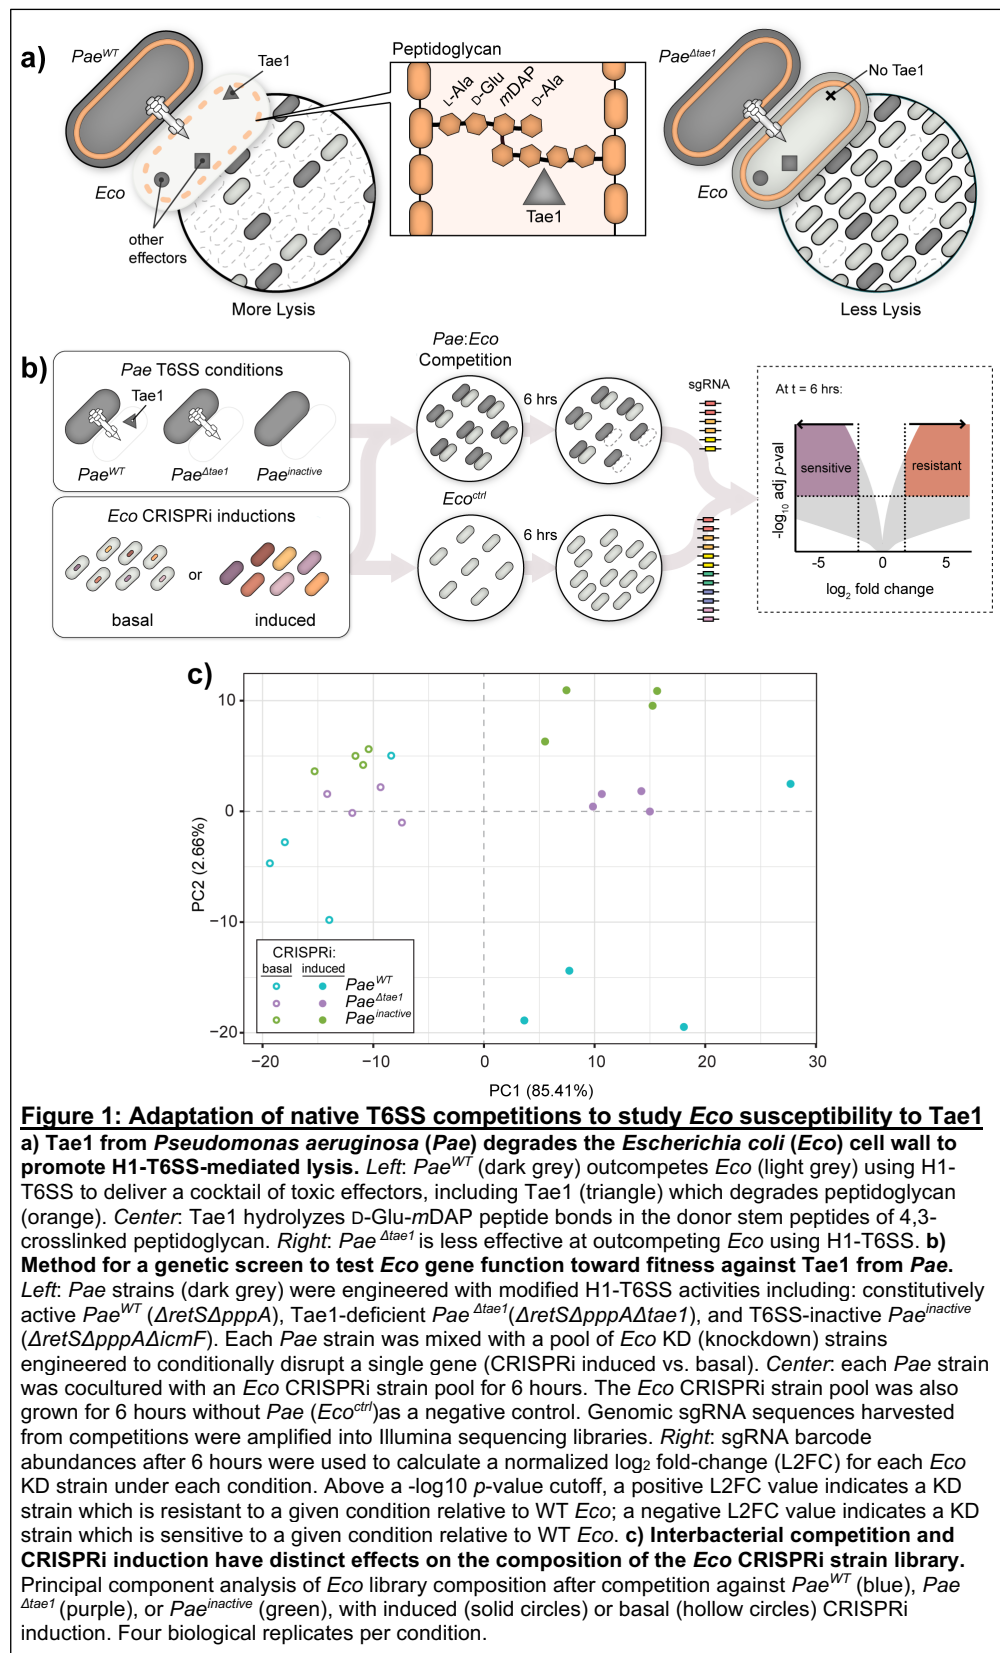 a)
Pae^WT
Tae1
Eco
other
effectors
More Lysis
Peptidoglycan
L-Ala
D-Glu
mDAP
D-Ala
Tae1
Pae^Δtae1
No Tae1
Eco
Less Lysis
b)
Pae T6SS conditions
Tae1
Pae^WT
Pae^Δtae1
Pae^inactive
Eco CRISPRi inductions
or
basal
induced
Pae:Eco
Competition
6 hrs
Eco^ctrl
6 hrs
sgRNA
At t = 6 hrs:
-log₁₀ adj p-val
sensitive
resistant
-5
0
5
log₂ fold change
c)
PC2 (2.66%)
10
0
−10
−20
CRISPRi:
basal induced
Pae^WT
Pae^Δtae1
Pae^inactive
−20
−10
0
10
20
30
PC1 (85.41%)
Figure 1: Adaptation of native T6SS competitions to study Eco susceptibility to Tae1
a) Tae1 from Pseudomonas aeruginosa (Pae) degrades the Escherichia coli (Eco) cell wall to
promote H1-T6SS-mediated lysis. Left: Pae^WT (dark grey) outcompetes Eco (light grey) using H1-
T6SS to deliver a cocktail of toxic effectors, including Tae1 (triangle) which degrades peptidoglycan
(orange). Center: Tae1 hydrolyzes D-Glu-mDAP peptide bonds in the donor stem peptides of 4,3-
crosslinked peptidoglycan. Right: Pae ^Δtae1 is less effective at outcompeting Eco using H1-T6SS. b)
Method for a genetic screen to test Eco gene function toward fitness against Tae1 from Pae.
Left: Pae strains (dark grey) were engineered with modified H1-T6SS activities including: constitutively
active Pae^WT (ΔretSΔpppA), Tae1-deficient Pae ^Δtae1(ΔretSΔpppAΔtae1), and T6SS-inactive Pae^inactive
(ΔretSΔpppAΔicmF). Each Pae strain was mixed with a pool of Eco KD (knockdown) strains
engineered to conditionally disrupt a single gene (CRISPRi induced vs. basal). Center: each Pae strain
was cocultured with an Eco CRISPRi strain pool for 6 hours. The Eco CRISPRi strain pool was also
grown for 6 hours without Pae (Eco^ctrl)as a negative control. Genomic sgRNA sequences harvested
from competitions were amplified into Illumina sequencing libraries. Right: sgRNA barcode
abundances after 6 hours were used to calculate a normalized log₂ fold-change (L2FC) for each Eco
KD strain under each condition. Above a -log10 p-value cutoff, a positive L2FC value indicates a KD
strain which is resistant to a given condition relative to WT Eco; a negative L2FC value indicates a KD
strain which is sensitive to a given condition relative to WT Eco. c) Interbacterial competition and
CRISPRi induction have distinct effects on the composition of the Eco CRISPRi strain library.
Principal component analysis of Eco library composition after competition against Pae^WT (blue), Pae
^Δtae1 (purple), or Pae^inactive (green), with induced (solid circles) or basal (hollow circles) CRISPRi
induction. Four biological replicates per condition.